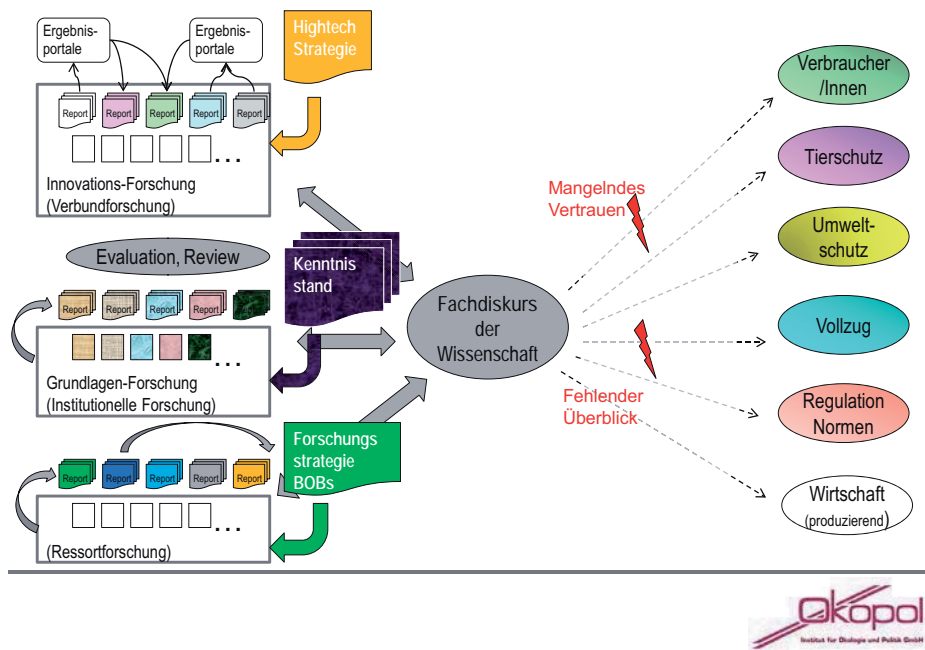 Ergebnis-
portale
Ergebnis-
portale
Hightech
Strategie
Report
Report
Report
Report
Report
...
Innovations-Forschung
(Verbundforschung)
Evaluation, Review
Kenntnis
stand
Report
Report
Report
Report
Report
...
Grundlagen-Forschung
(Institutionelle Forschung)
Forschungs
strategie
BOBs
Report
Report
Report
Report
Report
...
(Ressortforschung)
Fachdiskurs
der
Wissenschaft
Mangelndes
Vertrauen
Fehlender
Überblick
Verbraucher
/Innen
Tierschutz
Umwelt-
schutz
Vollzug
Regulation
Normen
Wirtschaft
(produzierend)
Ökopol
Institut für Ökologie und Politik GmbH